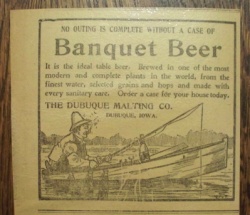 NO OUTING IS COMPLETE WITHOUT A CASE OF
Banquet Beer
It is the ideal table beer. Brewed in one of the most
modern and complete plants in the world, from the
finest water, selected grains and hops and made with
every sanitary care. Order a case for your house today.
THE DUBUQUE MALTING CO.
DUBUQUE, IOWA.